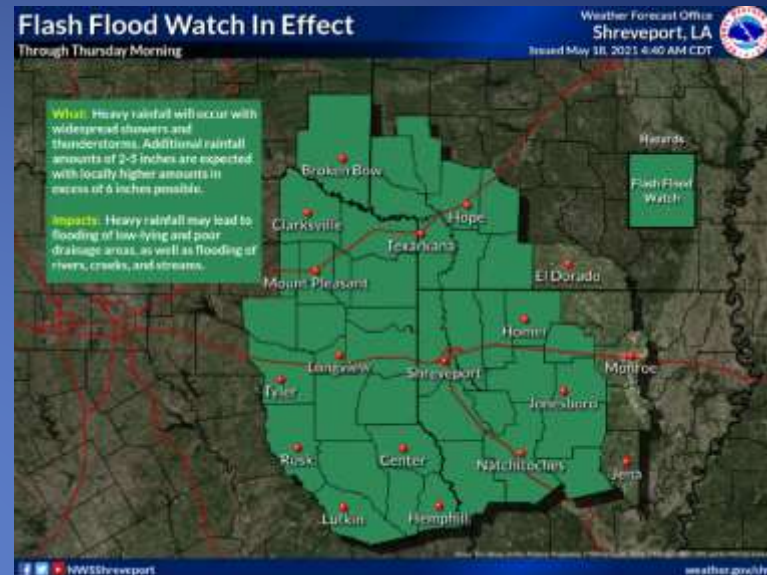 Flash Flood Watch In Effect
Through Thursday Morning
Weather Forecast Office
Shreveport, LA
Issued May 18, 2021 4:40 AM CDT
What: Heavy rainfall will occur with
widespread showers and
thunderstorms. Additional rainfall
amounts of 2-5 inches are expected
with locally higher amounts in
excess of 6 inches possible.
Impacts: Heavy rainfall may lead to
flooding of low-lying and poor
drainage areas, as well as flooding of
rivers, creeks, and streams.
Hazards
Flash Flood
Watch
Broken Bow
Clarksville
Hope
Texarkana
Mount Pleasant
El Dorado
Homer
Longview
Shreveport
Monroe
Tyler
Jonesboro
Rusk
Center
Natchitoches
Jena
Lufkin
Hemphill
NWSShreveport
weather.gov/shv